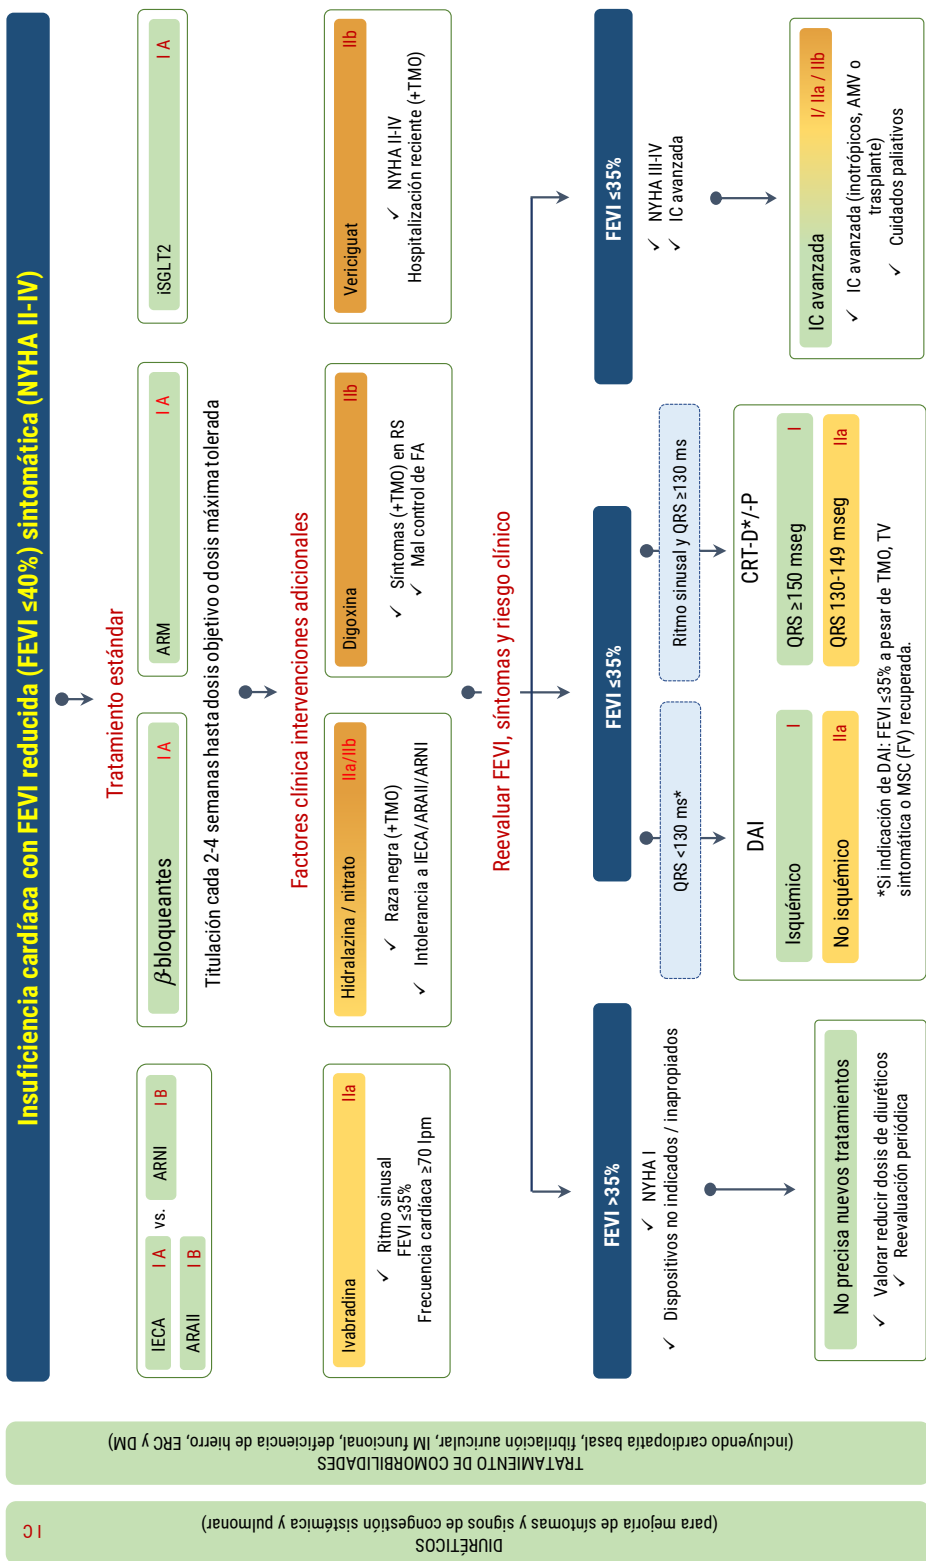 Insuficiencia cardíaca con FEVI reducida (FEVI ≤40%) sintomática (NYHA II-IV)
Tratamiento estándar
IECA I A
vs.
ARNI I B
ARAII I B
β-bloqueantes I A
ARM I A
iSGLT2 I A
Titulación cada 2-4 semanas hasta dosis objetivo o dosis máxima tolerada
Factores clínica intervenciones adicionales
Ivabradina IIa
✓ Ritmo sinusal
FEVI ≤35%
Frecuencia cardíaca ≥70 lpm
Hidralazina / nitrato IIa/IIb
✓ Raza negra (+TMO)
✓ Intolerancia a IECA/ARAII/ARNI
Digoxina IIb
✓ Síntomas (+TMO) en RS
✓ Mal control de FA
Vericiguat IIb
✓ NYHA II-IV
Hospitalización reciente (+TMO)
Reevaluar FEVI, síntomas y riesgo clínico
FEVI >35%
✓ NYHA I
✓ Dispositivos no indicados / inapropiados
No precisa nuevos tratamientos
✓ Valorar reducir dosis de diuréticos
✓ Reevaluación periódica
FEVI ≤35%
QRS <130 ms*
Ritmo sinusal y QRS ≥130 ms
DAI
Isquémico I
No isquémico IIa
CRT-D*/-P
QRS ≥150 mseg I
QRS 130-149 mseg IIa
*Si indicación de DAI: FEVI ≤35% a pesar de TMO, TV
sintomática o MSC (FV) recuperada.
FEVI ≤35%
✓ NYHA III-IV
✓ IC avanzada
IC avanzada I/ IIa / IIb
✓ IC avanzada (inotrópicos, AMV o
trasplante)
✓ Cuidados paliativos
TRATAMIENTO DE COMORBILIDADES
(incluyendo cardiopatía basal, fibrilación auricular, IM funcional, deficiencia de hierro, ERC y DM)
DIURÉTICOS
(para mejoría de síntomas y signos de congestión sistémica y pulmonar)
I C